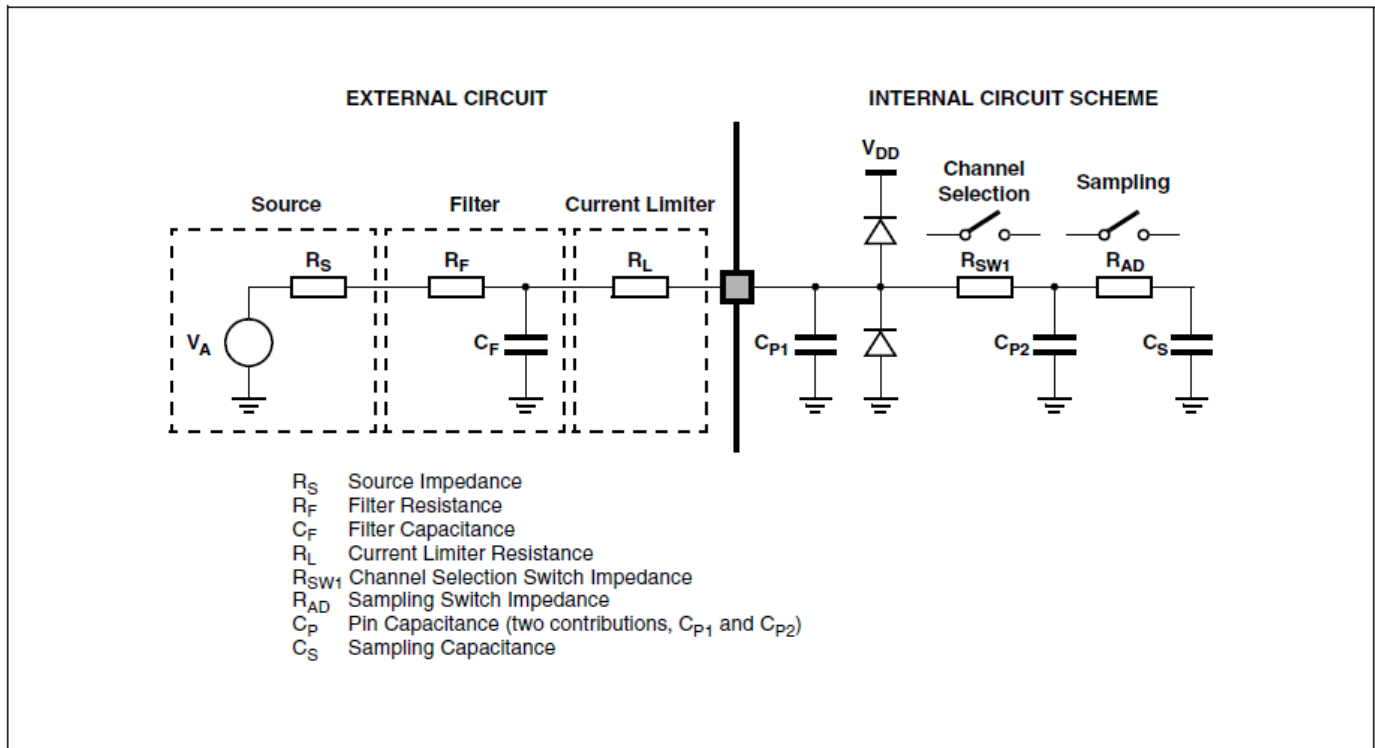 EXTERNAL CIRCUIT
INTERNAL CIRCUIT SCHEME
VDD
Channel
Selection
Sampling
Source
Filter
Current Limiter
RS
RF
RL
RSW1
RAD
VA
CF
CP1
CP2
CS
RS Source Impedance
RF Filter Resistance
CF Filter Capacitance
RL Current Limiter Resistance
RSW1 Channel Selection Switch Impedance
RAD Sampling Switch Impedance
CP Pin Capacitance (two contributions, CP1 and CP2)
CS Sampling Capacitance